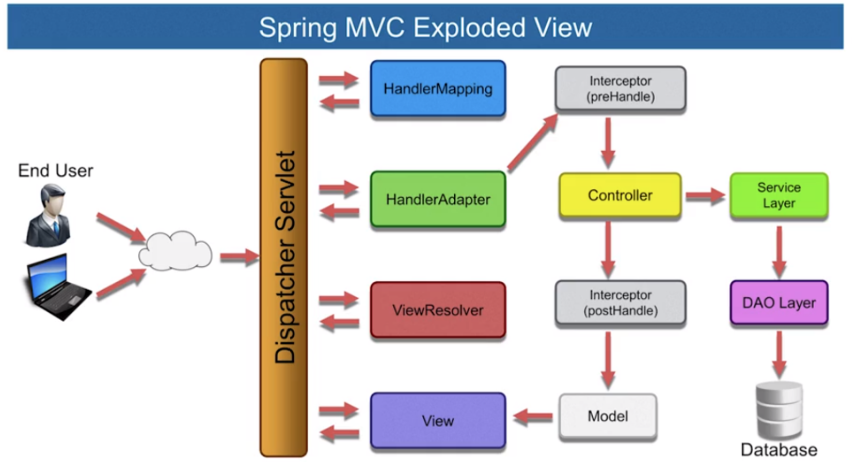 Spring MVC Exploded View
End User
Dispatcher Servlet
HandlerMapping
Interceptor
(preHandle)
HandlerAdapter
Controller
Service
Layer
ViewResolver
Interceptor
(postHandle)
DAO Layer
View
Model
Database